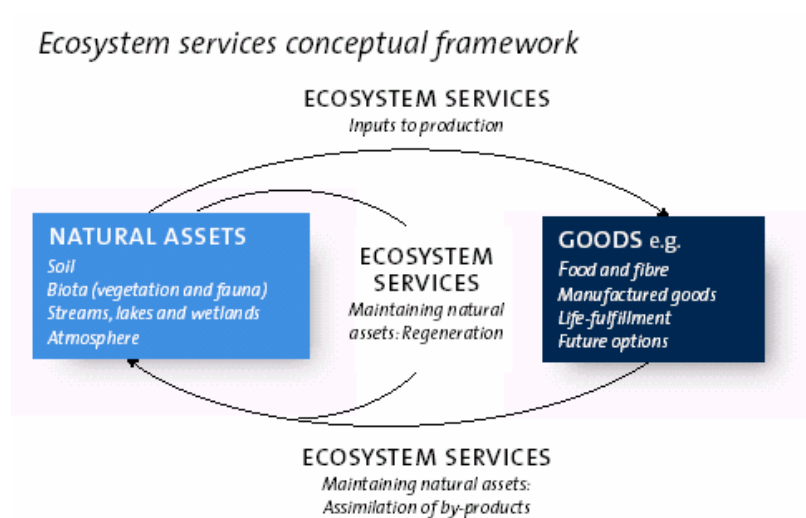 Ecosystem services conceptual framework
ECOSYSTEM SERVICES
Inputs to production
NATURAL ASSETS
Soil
Biota (vegetation and fauna)
Streams, lakes and wetlands
Atmosphere
ECOSYSTEM
SERVICES
Maintaining natural
assets: Regeneration
GOODS e.g.
Food and fibre
Manufactured goods
Life-fulfillment
Future options
ECOSYSTEM SERVICES
Maintaining natural assets:
Assimilation of by-products